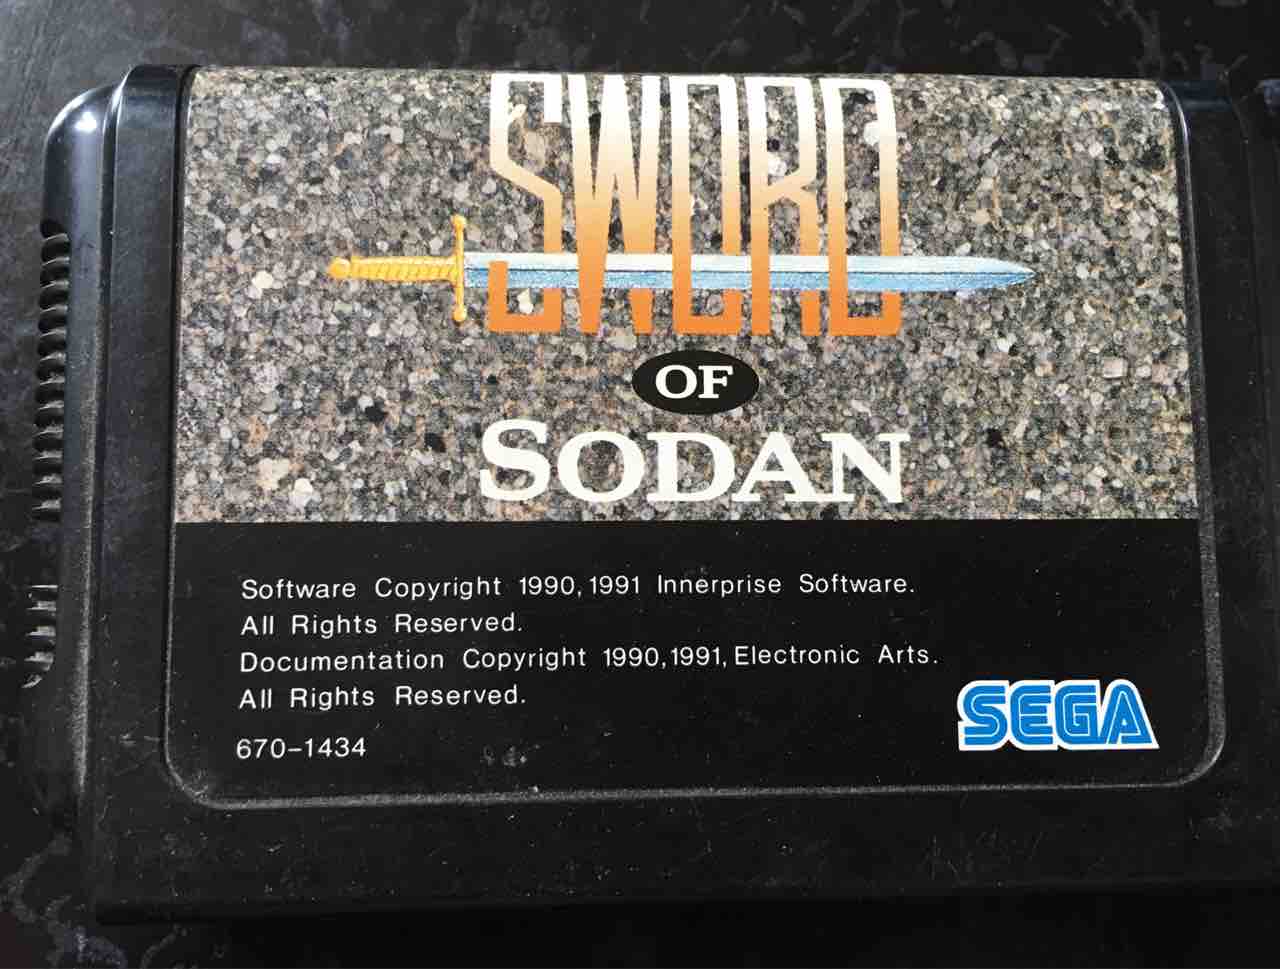 SWORD
OF
SODAN
Software Copyright 1990, 1991 Innerprise Software.
All Rights Reserved.
Documentation Copyright 1990, 1991, Electronic Arts.
All Rights Reserved.
670-1434
SEGA